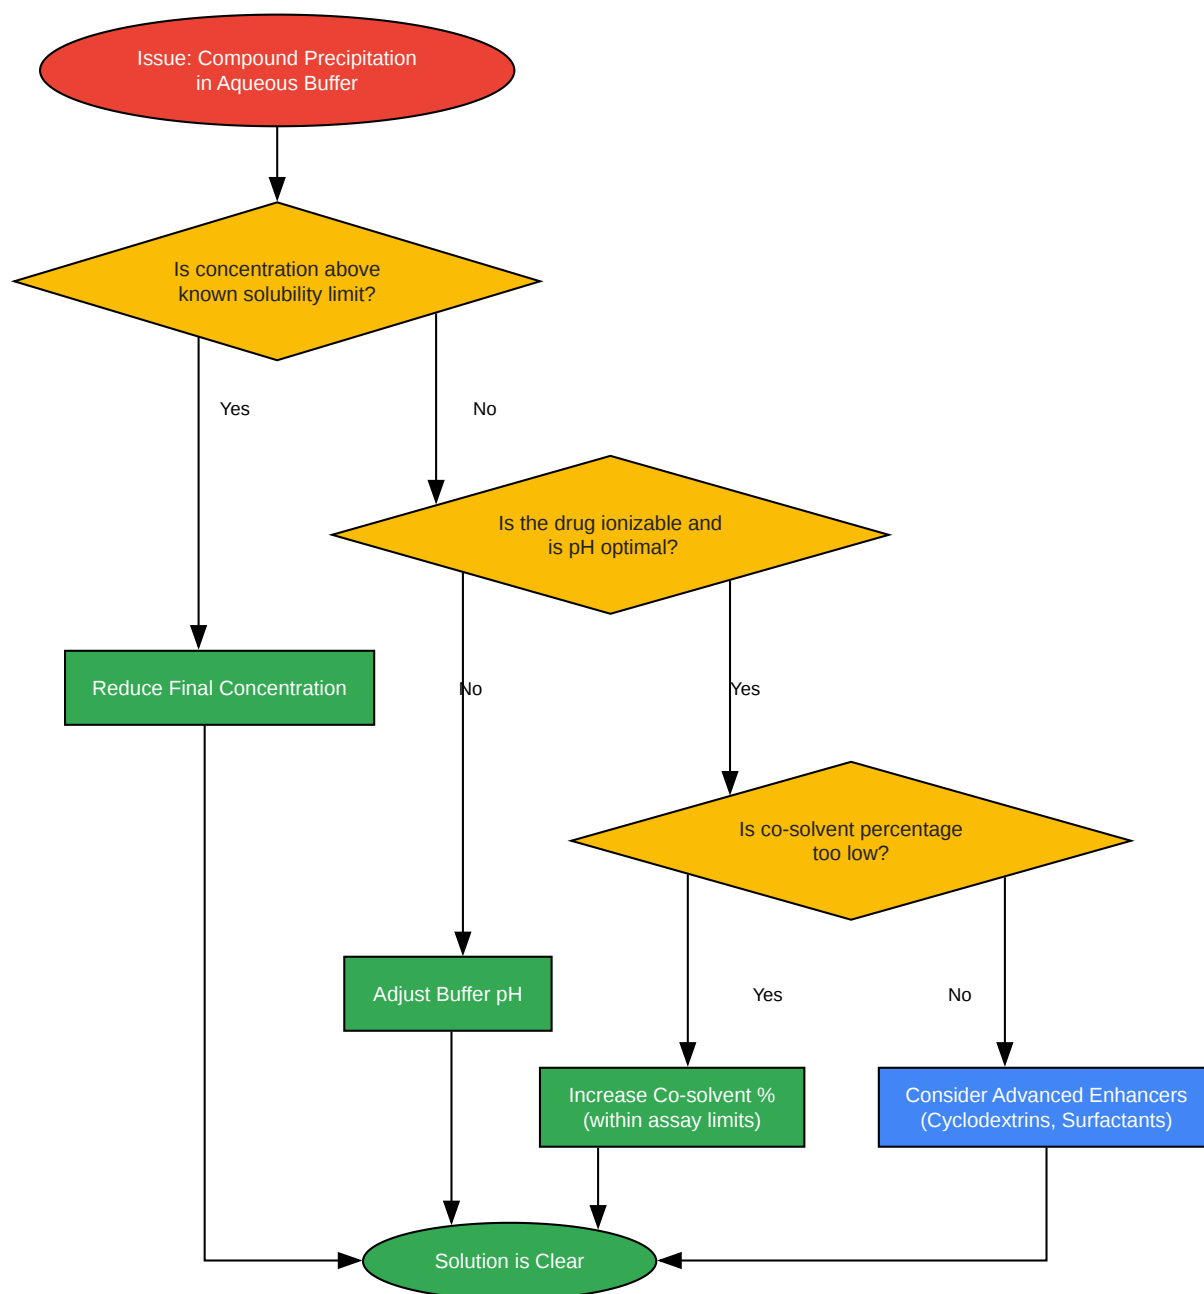 Issue: Compound Precipitation
in Aqueous Buffer
Is concentration above
known solubility limit?
Yes
No
Is the drug ionizable and
is pH optimal?
Reduce Final Concentration
No
Yes
Is co-solvent percentage
too low?
Adjust Buffer pH
Yes
No
Increase Co-solvent %
(within assay limits)
Consider Advanced Enhancers
(Cyclodextrins, Surfactants)
Solution is Clear